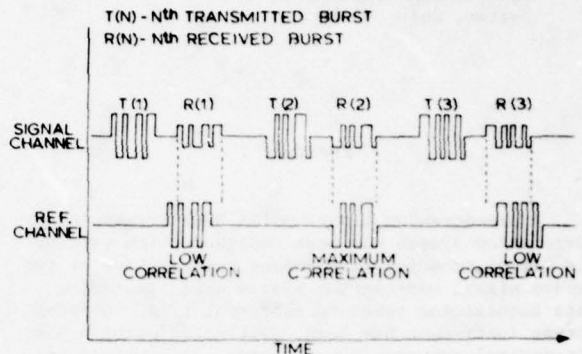 T(N)- Nth TRANSMITTED BURST
R(N)- Nth RECEIVED BURST
T(1) R(1) T(2) R(2) T(3) R(3)
SIGNAL CHANNEL
REF. CHANNEL
LOW CORRELATION
MAXIMUM CORRELATION
LOW CORRELATION
TIME